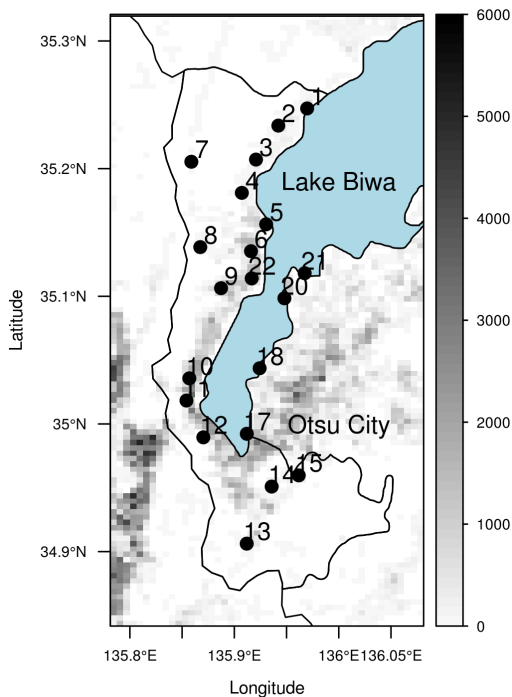 6000
5000
4000
3000
2000
1000
0
35.3°N
35.2°N
35.1°N
35°N
34.9°N
Latitude
1
2
3
7
4
Lake Biwa
5
8
6
22
21
9
20
18
10
11
12
17
Otsu City
15
14
13
135.8°E
135.9°E
136°E
136.05°E
Longitude